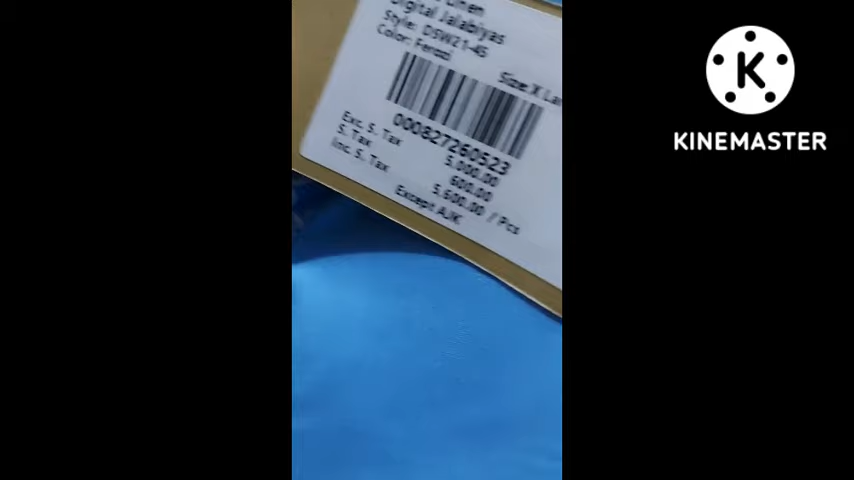 Linen
Digital Jalabiyas
Style: DSW21-45
Color: Ferozi
Size: X Lar
000827260523
Exc. S. Tax 5,000.00
S. Tax 600.00
Inc. S. Tax 5,600.00 / Pcs
Except AJK
K
KINEMASTER